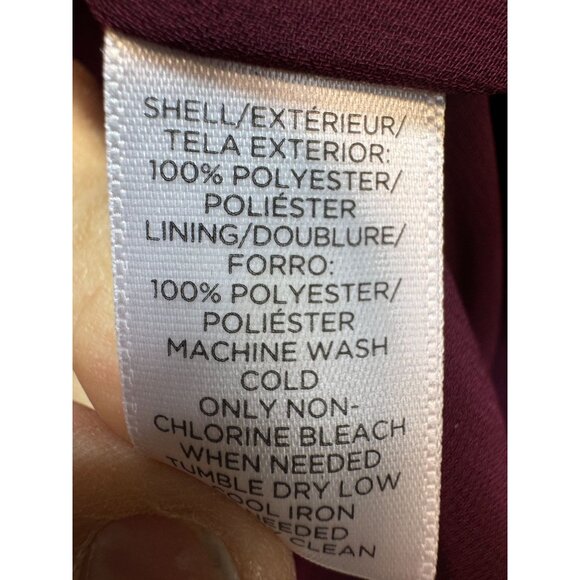 SHELL/EXTÉRIEUR/
TELA EXTERIOR:
100% POLYESTER/
POLIÉSTER
LINING/DOUBLURE/
FORRO:
100% POLYESTER/
POLIÉSTER
MACHINE WASH
COLD
ONLY NON-
CHLORINE BLEACH
WHEN NEEDED
TUMBLE DRY LOW
COOL IRON
NEEDED
CLEAN